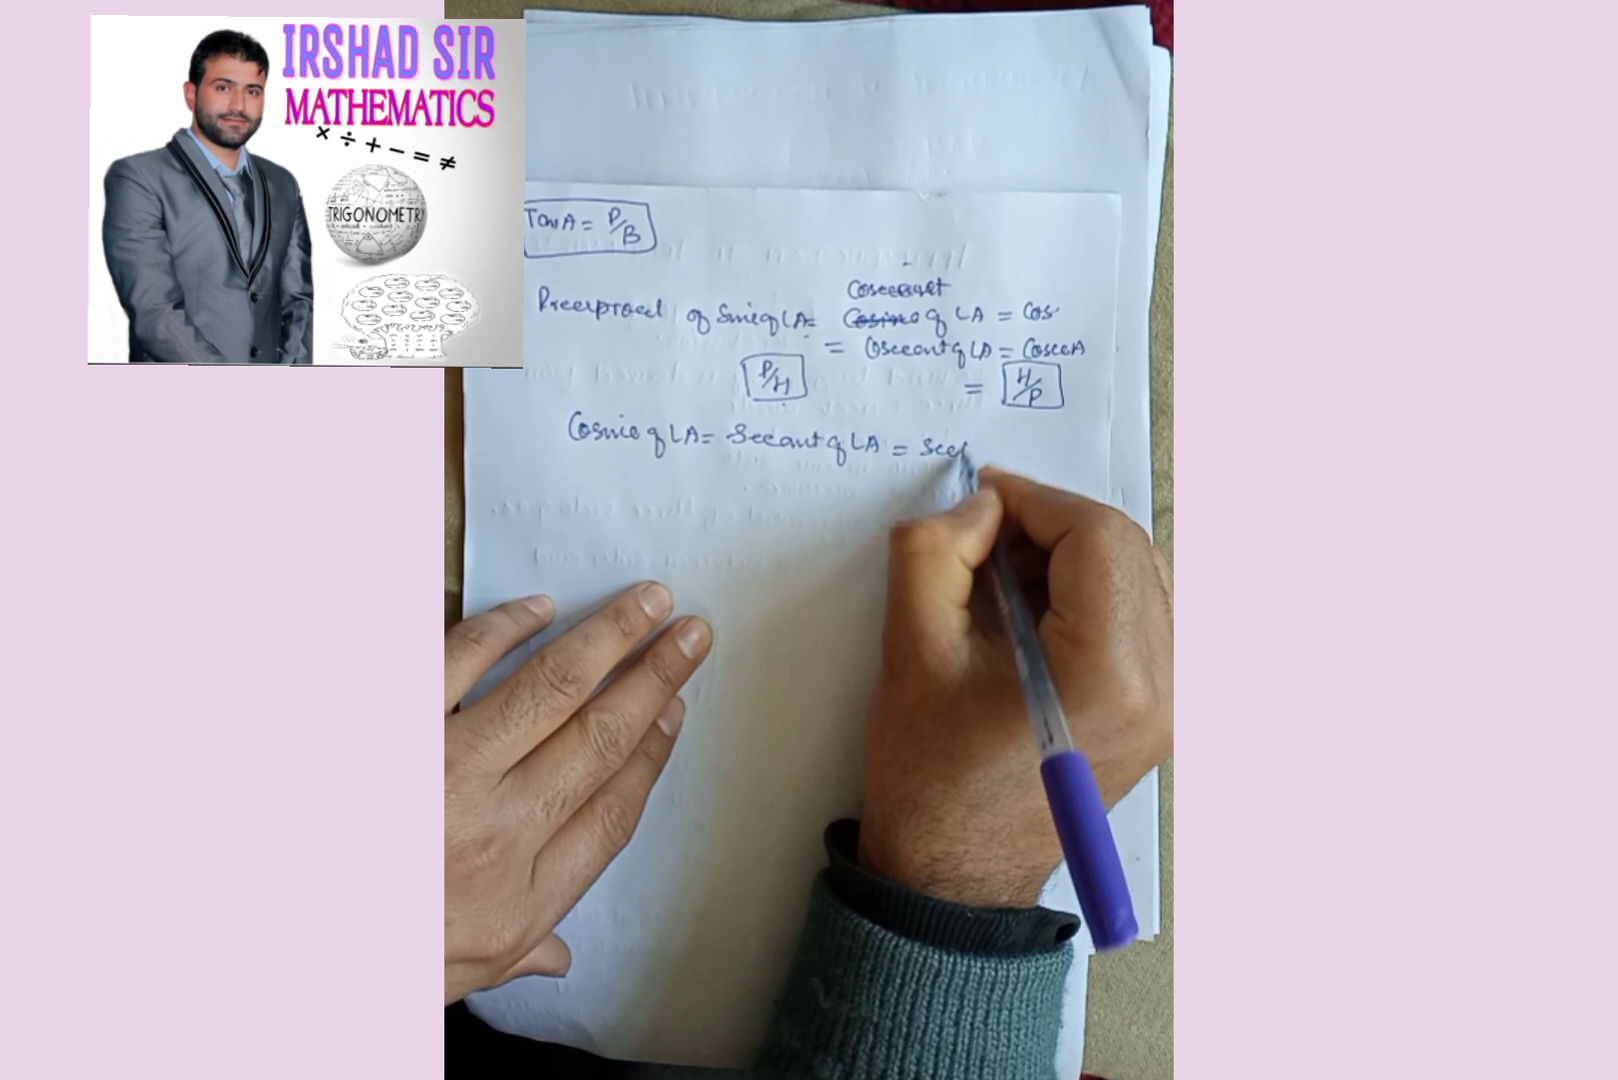 IRSHAD SIR
MATHEMATICS
× ÷ + − = ≠
TRIGONOMETRY
TanA = P/B
Cosecant
Reciprocal of Sine of ∠A = Cosine of ∠A = Cos
= Cosecant of ∠A = CosecA
P/H = H/P
Cosine of ∠A = Secant of ∠A = Sec